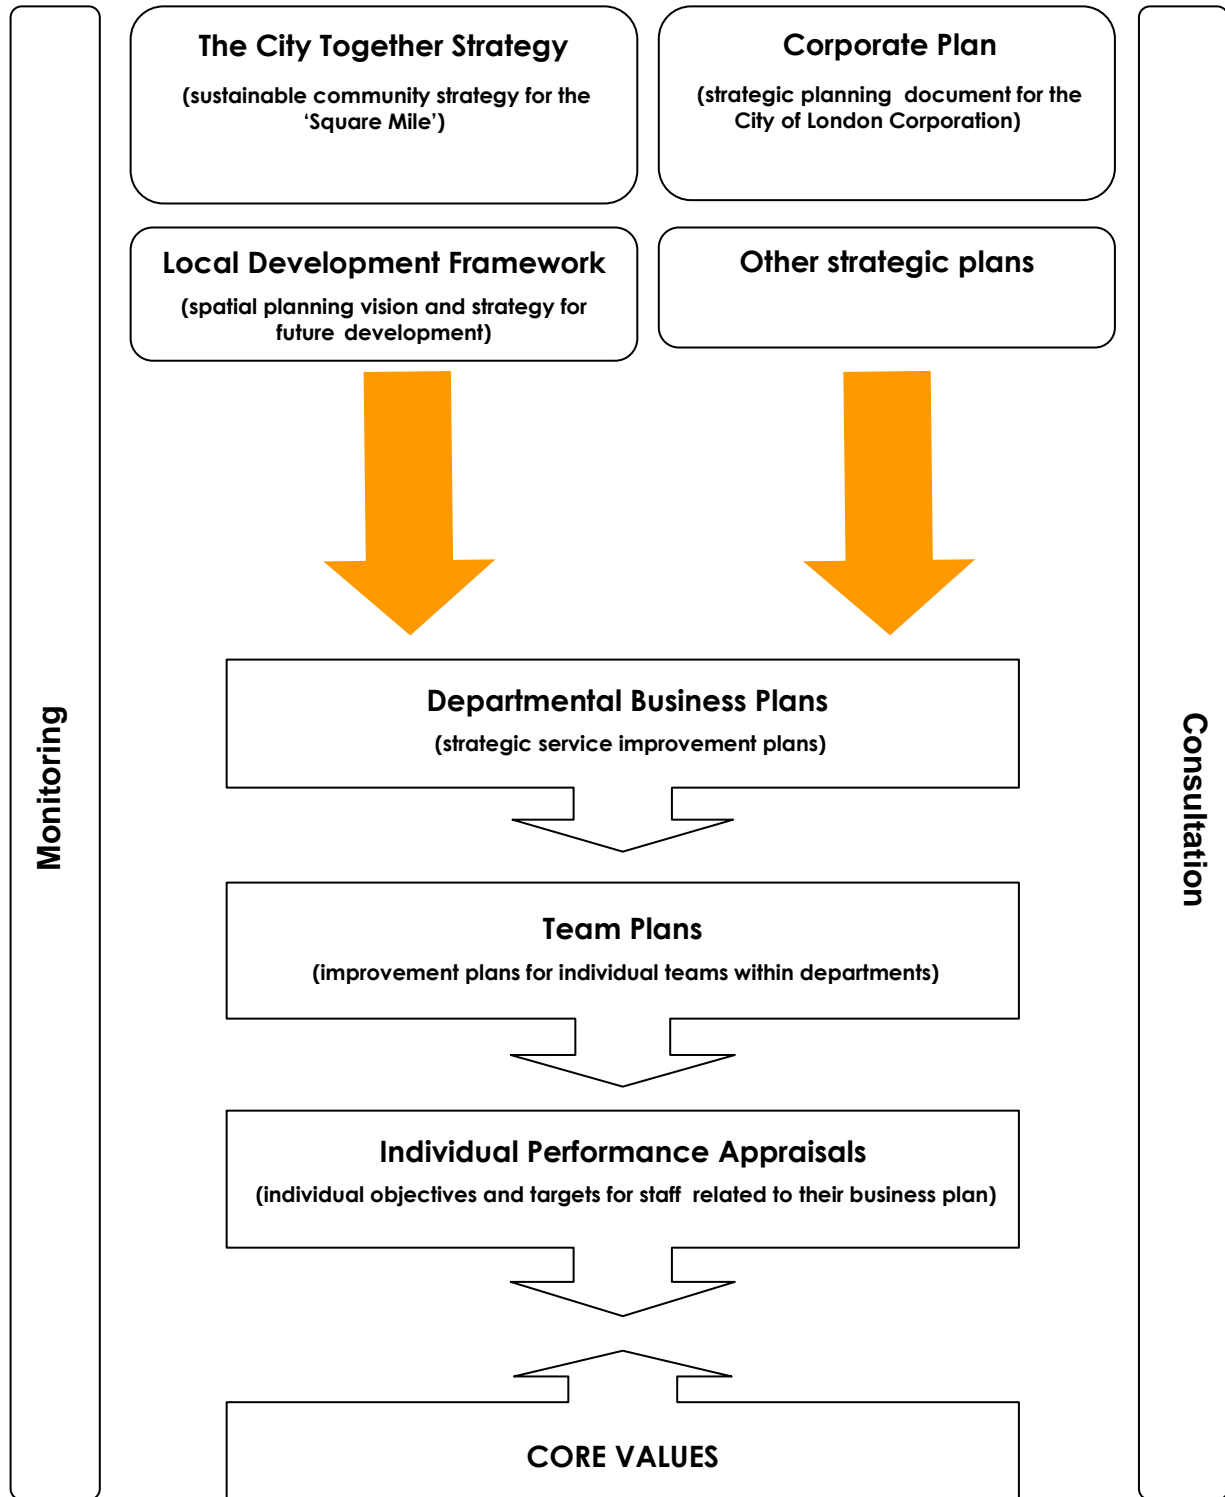 The City Together Strategy
(sustainable community strategy for the
‘Square Mile’)
Corporate Plan
(strategic planning document for the
City of London Corporation)
Local Development Framework
(spatial planning vision and strategy for
future development)
Other strategic plans
Monitoring
Consultation
Departmental Business Plans
(strategic service improvement plans)
Team Plans
(improvement plans for individual teams within departments)
Individual Performance Appraisals
(individual objectives and targets for staff related to their business plan)
CORE VALUES